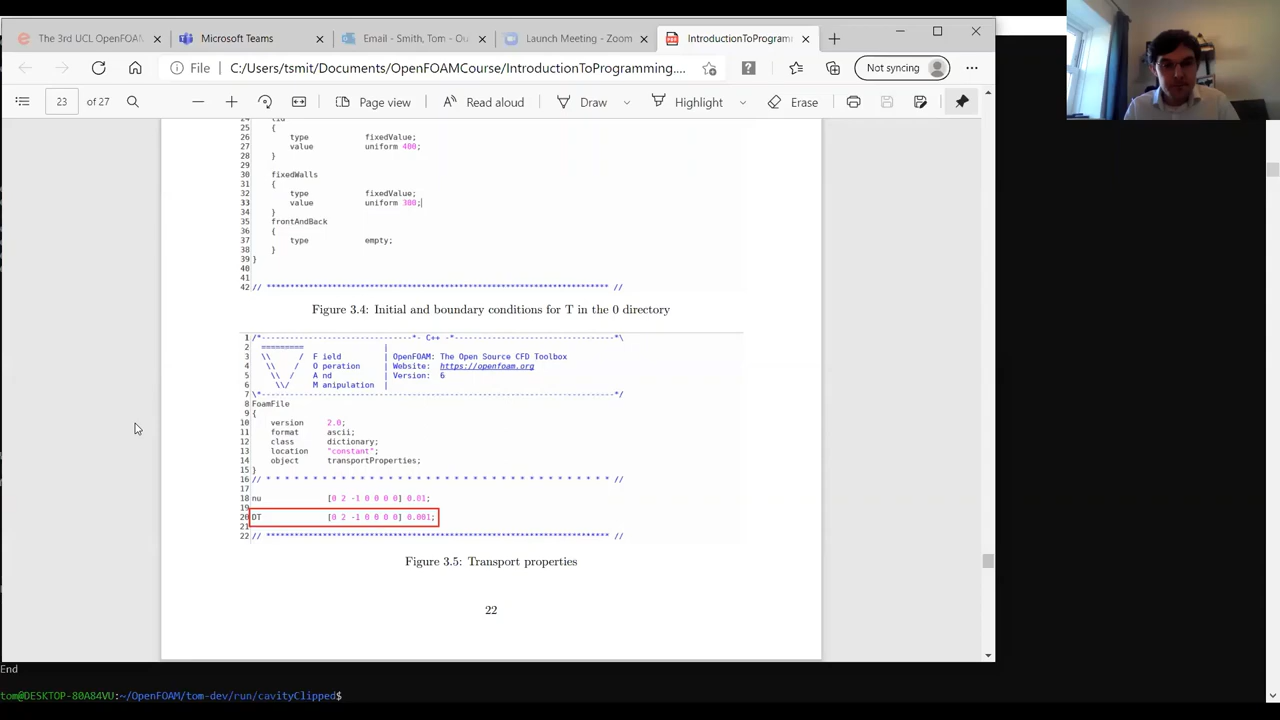 The 3rd UCL OpenFOAM
Microsoft Teams
Email - Smith, Tom - Ou
Launch Meeting - Zoom
IntroductionToProgramm
File
C:/Users/tsmit/Documents/OpenFOAMCourse/IntroductionToProgramming....
Not syncing
23 of 27
Page view
Read aloud
Draw
Highlight
Erase
24 lid
25 {
26 type fixedValue;
27 value uniform 400;
28 }
29
30 fixedWalls
31 {
32 type fixedValue;
33 value uniform 300;
34 }
35 frontAndBack
36 {
37 type empty;
38 }
39 }
40
41
42 // ************************************************************************* //
Figure 3.4: Initial and boundary conditions for T in the 0 directory
1 /*--------------------------------*- C++ -*----------------------------------*\
2 ========= |
3 \\ / F ield | OpenFOAM: The Open Source CFD Toolbox
4 \\ / O peration | Website: https://openfoam.org
5 \\ / A nd | Version: 6
6 \\/ M anipulation |
7 \*---------------------------------------------------------------------------*/
8 FoamFile
9 {
10 version 2.0;
11 format ascii;
12 class dictionary;
13 location "constant";
14 object transportProperties;
15 }
16 // * * * * * * * * * * * * * * * * * * * * * * * * * * * * * * * * * * * * * //
17
18 nu [0 2 -1 0 0 0 0] 0.01;
19
20 DT [0 2 -1 0 0 0 0] 0.001;
21
22 // ************************************************************************* //
Figure 3.5: Transport properties
22
End
tom@DESKTOP-80A84VU:~/OpenFOAM/tom-dev/run/cavityClipped$